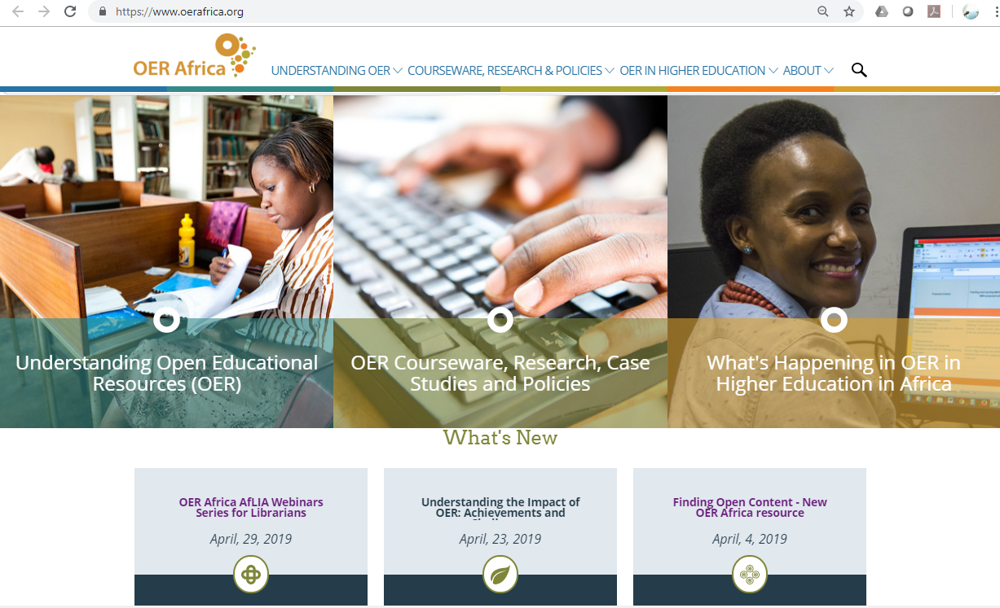 https://www.oerafrica.org
OER Africa
UNDERSTANDING OER COURSEWARE, RESEARCH & POLICIES OER IN HIGHER EDUCATION ABOUT
Understanding Open Educational
Resources (OER)
OER Courseware, Research, Case
Studies and Policies
What's Happening in OER in
Higher Education in Africa
What's New
OER Africa AfLIA Webinars
Series for Librarians
April, 29, 2019
Understanding the Impact of
OER: Achievements and
April, 23, 2019
Finding Open Content - New
OER Africa resource
April, 4, 2019